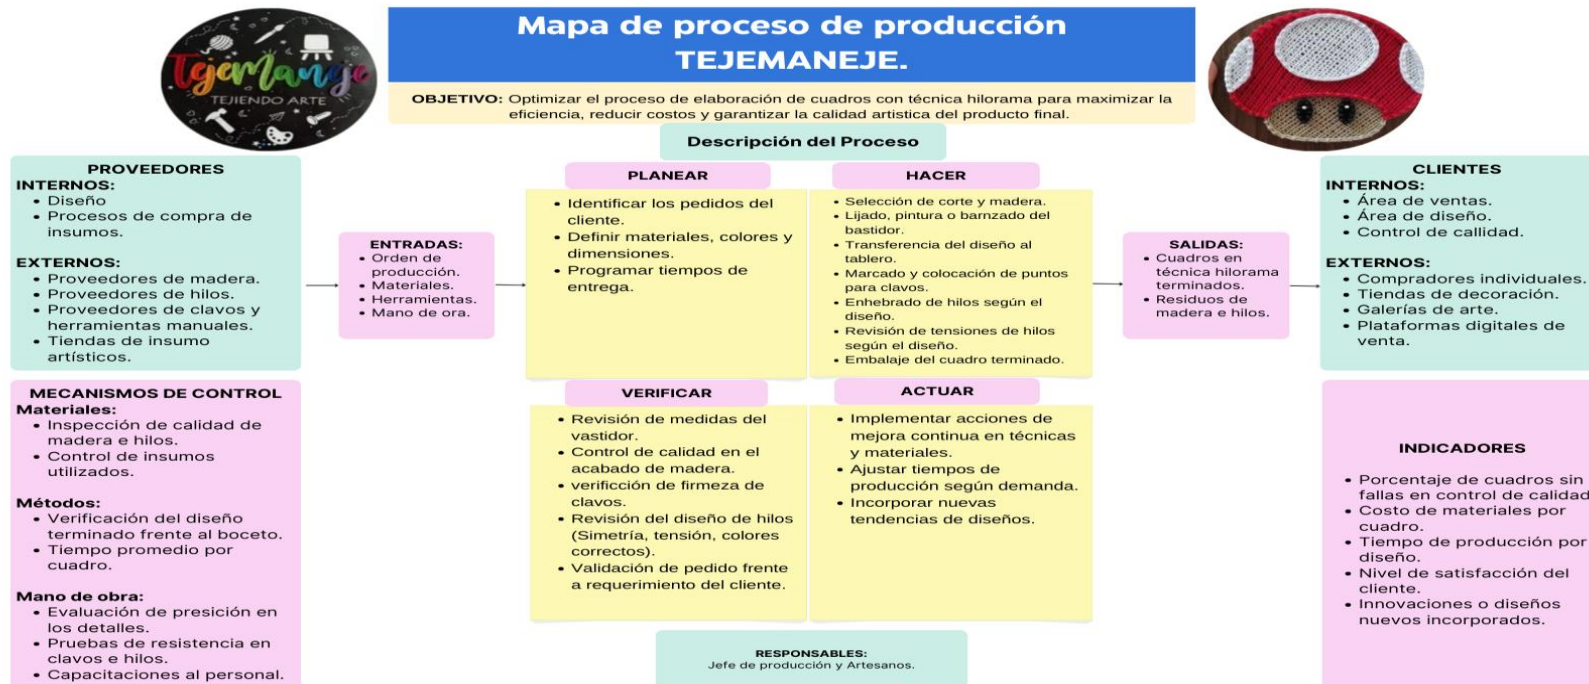 TejeManeje
TEJIENDO ARTE
Mapa de proceso de producción
TEJEMANEJE.
OBJETIVO: Optimizar el proceso de elaboración de cuadros con técnica hilorama para maximizar la
eficiencia, reducir costos y garantizar la calidad artistica del producto final.
Descripción del Proceso
PROVEEDORES
INTERNOS:
• Diseño
• Procesos de compra de
insumos.
EXTERNOS:
• Proveedores de madera.
• Proveedores de hilos.
• Proveedores de clavos y
herramientas manuales.
• Tiendas de insumo
artísticos.
ENTRADAS:
• Orden de
producción.
• Materiales.
• Herramientas.
• Mano de ora.
PLANEAR
• Identificar los pedidos del
cliente.
• Definir materiales, colores y
dimensiones.
• Programar tiempos de
entrega.
HACER
• Selección de corte y madera.
• Lijado, pintura o barnzado del
bastidor.
• Transferencia del diseño al
tablero.
• Marcado y colocación de puntos
para clavos.
• Enhebrado de hilos según el
diseño.
• Revisión de tensiones de hilos
según el diseño.
• Embalaje del cuadro terminado.
SALIDAS:
• Cuadros en
técnica hilorama
terminados.
• Residuos de
madera e hilos.
CLIENTES
INTERNOS:
• Área de ventas.
• Área de diseño.
• Control de callidad.
EXTERNOS:
• Compradores individuales.
• Tiendas de decoración.
• Galerías de arte.
• Plataformas digitales de
venta.
MECANISMOS DE CONTROL
Materiales:
• Inspección de calidad de
madera e hilos.
• Control de insumos
utilizados.
Métodos:
• Verificación del diseño
terminado frente al boceto.
• Tiempo promedio por
cuadro.
Mano de obra:
• Evaluación de presición en
los detalles.
• Pruebas de resistencia en
clavos e hilos.
• Capacitaciones al personal.
VERIFICAR
• Revisión de medidas del
vastidor.
• Control de calidad en el
acabado de madera.
• verificción de firmeza de
clavos.
• Revisión del diseño de hilos
(Simetría, tensión, colores
correctos).
• Validación de pedido frente
a requerimiento del cliente.
ACTUAR
• Implementar acciones de
mejora continua en técnicas
y materiales.
• Ajustar tiempos de
producción según demanda.
• Incorporar nuevas
tendencias de diseños.
INDICADORES
• Porcentaje de cuadros sin
fallas en control de calidad
• Costo de materiales por
cuadro.
• Tiempo de producción por
diseño.
• Nivel de satisfacción del
cliente.
• Innovaciones o diseños
nuevos incorporados.
RESPONSABLES:
Jefe de producción y Artesanos.